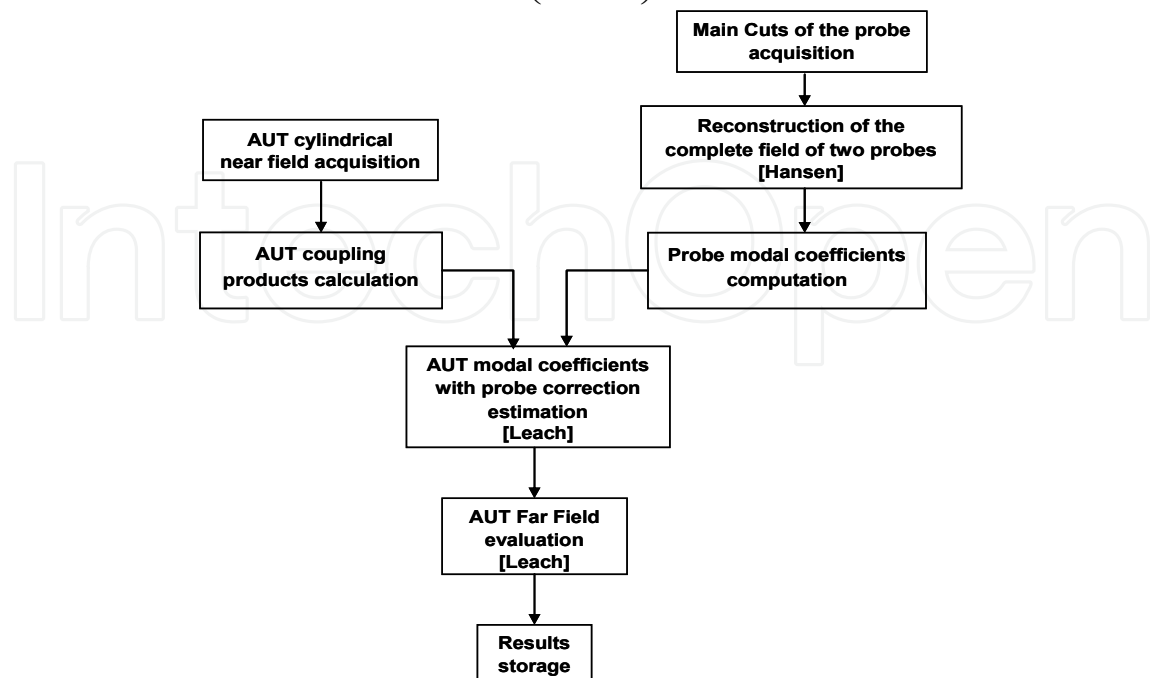 Main Cuts of the probe
acquisition
Reconstruction of the
complete field of two probes
[Hansen]
AUT cylindrical
near field acquisition
AUT coupling
products calculation
Probe modal coefficients
computation
AUT modal coefficients
with probe correction
estimation
[Leach]
AUT Far Field
evaluation
[Leach]
Results
storage
IntechOpen